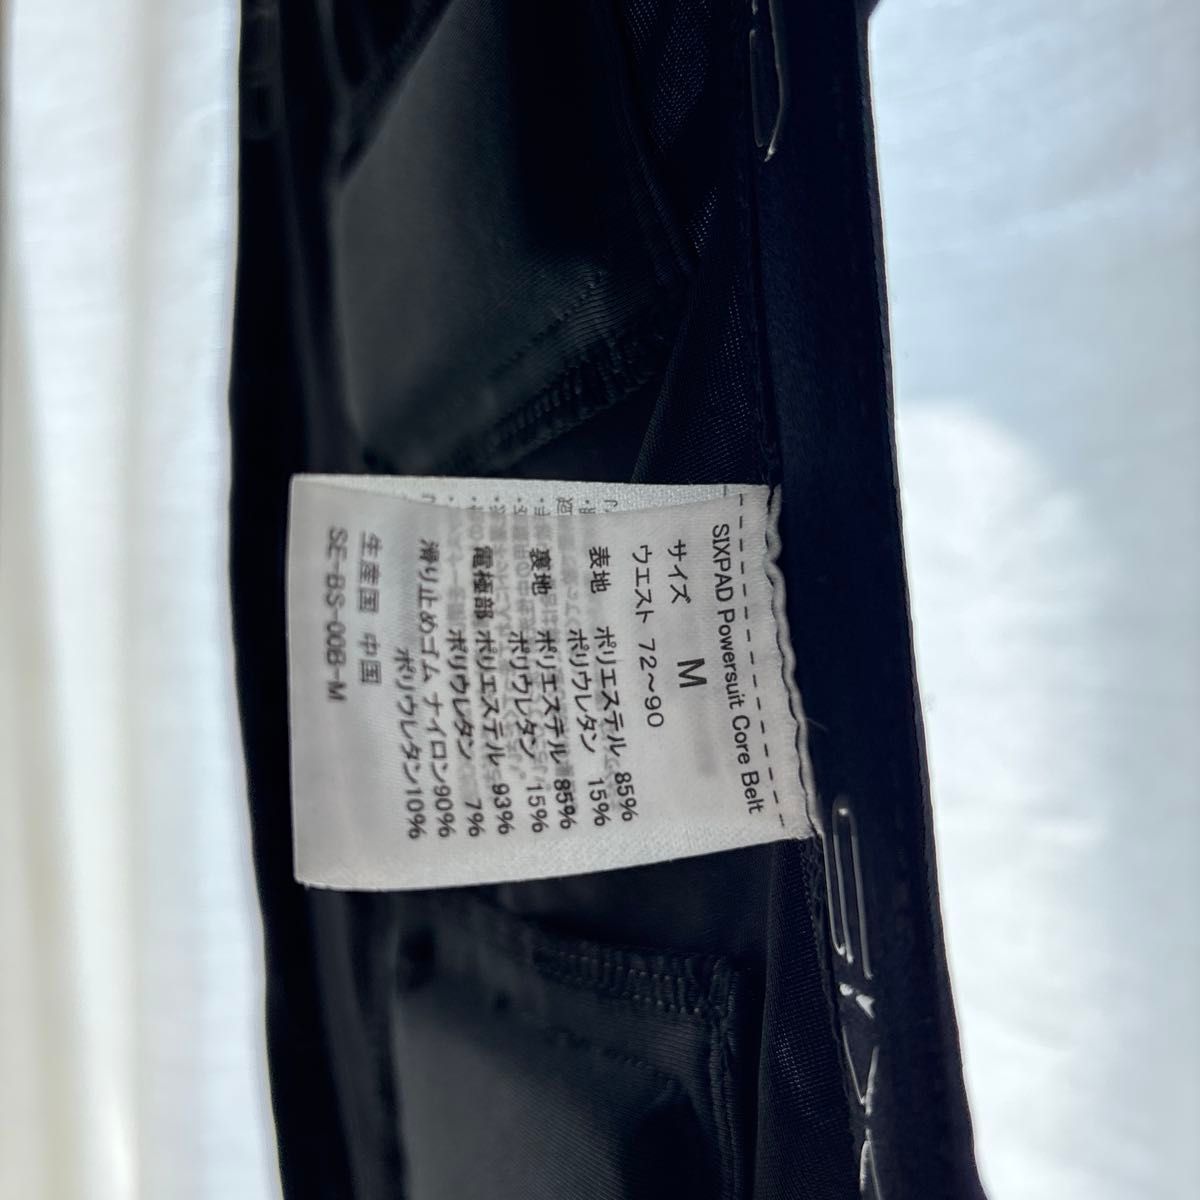 SIXPAD Powersuit Core Belt
サイズ M
ウエスト 72〜90
表地 ポリエステル 85%
ポリウレタン 15%
裏地 ポリエステル 85%
ポリウレタン 15%
電極部 ポリエステル 93%
ポリウレタン 7%
滑り止めゴム ナイロン90%
ポリウレタン10%
生産国 中国
SE-BS-00B-M